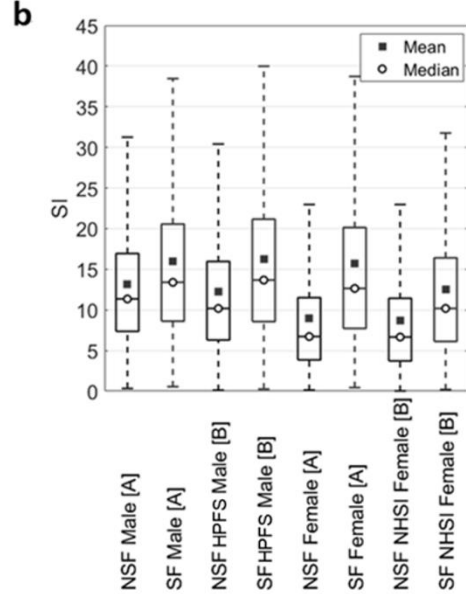 b
45
40
35
30
25
20
15
10
5
0
SI
Mean
Median
NSF Male [A]
SF Male [A]
NSF HPFS Male [B]
SF HPFS Male [B]
NSF Female [A]
SF Female [A]
NSF NHSI Female [B]
SF NHSI Female [B]